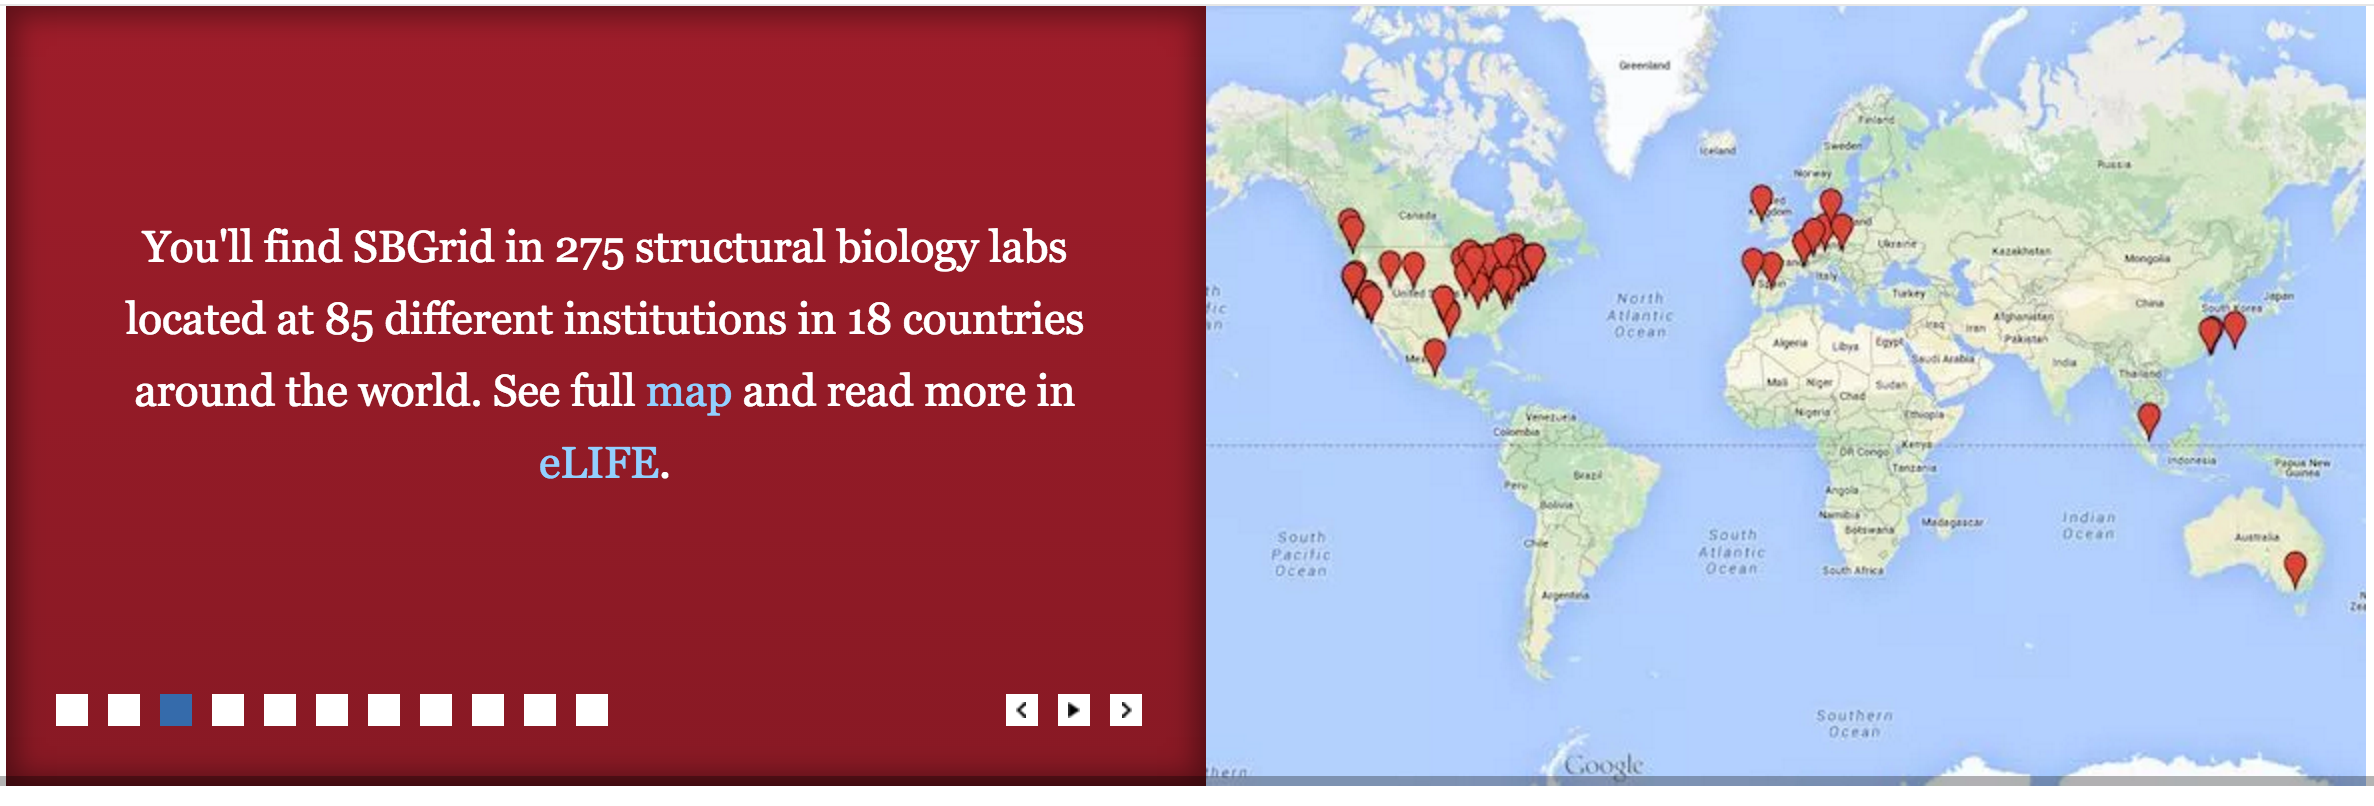 You'll find SBGrid in 275 structural biology labs
located at 85 different institutions in 18 countries
around the world. See full map and read more in
eLIFE.
Greenland
Iceland
Finland
Sweden
Norway
Russia
Canada
Ukraine
Kazakhstan
Mongolia
Italy
Turkey
China
South Korea
Japan
North
Atlantic
Ocean
Afghanistan
Iraq
Iran
Pakistan
Algeria
Libya
Egypt
Saudi Arabia
India
Thailand
Mali
Niger
Sudan
Chad
Nigeria
Ethiopia
Venezuela
Colombia
Kenya
DR Congo
Tanzania
Indonesia
Papua New
Guinea
Brazil
Peru
Angola
Bolivia
Namibia
Botswana
Madagascar
Indian
Ocean
South
Pacific
Ocean
Chile
South
Atlantic
Ocean
Australia
South Africa
Argentina
Southern
Ocean
Google